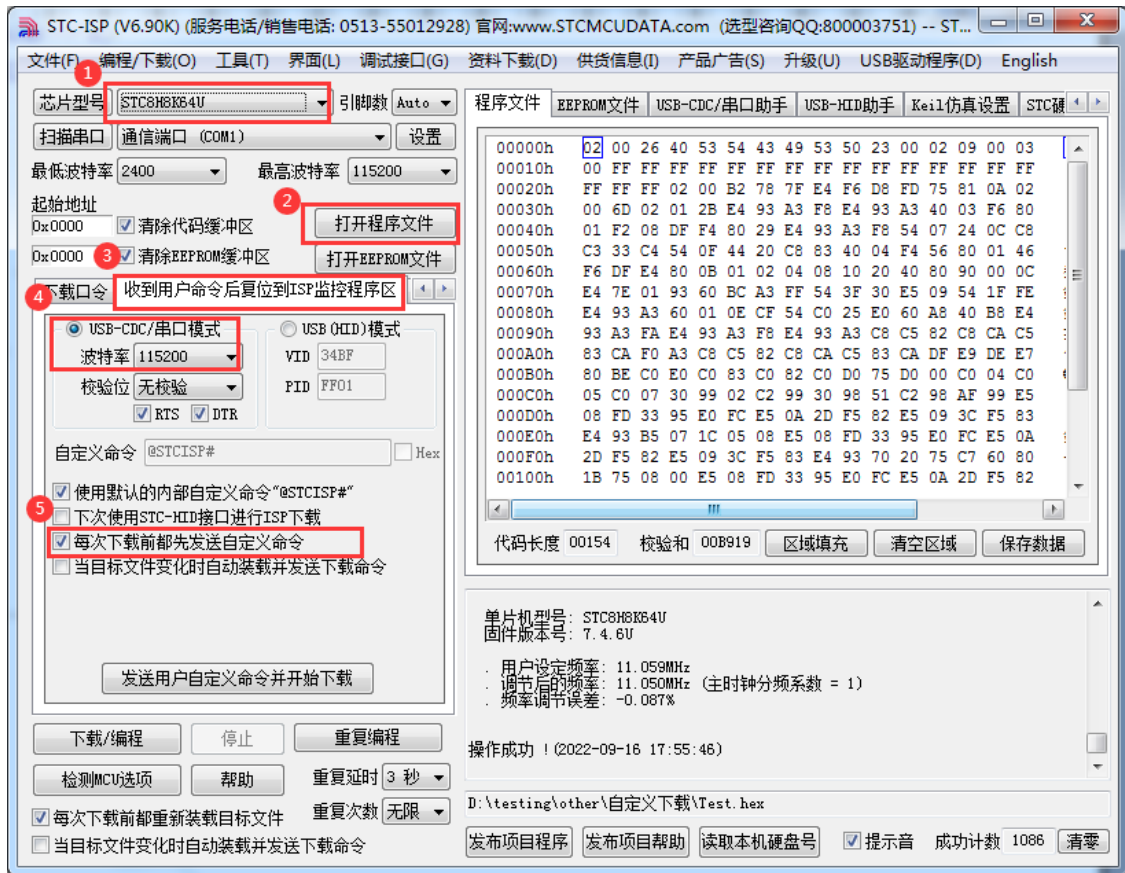 STC-ISP (V6.90K) (服务电话/销售电话: 0513-55012928) 官网:www.STCMCUDATA.com (选型咨询QQ:800003751) -- ST...
文件(F) 编程/下载(O) 工具(T) 界面(L) 调试接口(G) 资料下载(D) 供货信息(I) 产品广告(S) 升级(U) USB驱动程序(D) English
1
芯片型号 STC8H8K64U 引脚数 Auto
扫描串口 通信端口 (COM1) 设置
最低波特率 2400 最高波特率 115200
起始地址
2
0x0000 清除代码缓冲区 打开程序文件
0x0000 3 清除EEPROM缓冲区 打开EEPROM文件
4 下载口令 收到用户命令后复位到ISP监控程序区
USB-CDC/串口模式 USB(HID)模式
波特率 115200 VID 34BF
校验位 无校验 PID FF01
RTS DTR
自定义命令 @STCISP# Hex
使用默认的内部自定义命令"@STCISP#"
5
下次使用STC-HID接口进行ISP下载
每次下载前都先发送自定义命令
当目标文件变化时自动装载并发送下载命令
发送用户自定义命令并开始下载
下载/编程 停止 重复编程
检测MCU选项 帮助 重复延时 3 秒
每次下载前都重新装载目标文件 重复次数 无限
当目标文件变化时自动装载并发送下载命令
程序文件 EEPROM文件 USB-CDC/串口助手 USB-HID助手 Keil仿真设置 STC硬
00000h 02 00 26 40 53 54 43 49 53 50 23 00 02 09 00 03
00010h 00 FF FF FF FF FF FF FF FF FF FF FF FF FF FF FF
00020h FF FF FF 02 00 B2 78 7F E4 F6 D8 FD 75 81 0A 02
00030h 00 6D 02 01 2B E4 93 A3 F8 E4 93 A3 40 03 F6 80
00040h 01 F2 08 DF F4 80 29 E4 93 A3 F8 54 07 24 0C C8
00050h C3 33 C4 54 0F 44 20 C8 83 40 04 F4 56 80 01 46
00060h F6 DF E4 80 0B 01 02 04 08 10 20 40 80 90 00 0C
00070h E4 7E 01 93 60 BC A3 FF 54 3F 30 E5 09 54 1F FE
00080h E4 93 A3 60 01 0E CF 54 C0 25 E0 60 A8 40 B8 E4
00090h 93 A3 FA E4 93 A3 F8 E4 93 A3 C8 C5 82 C8 CA C5
000A0h 83 CA F0 A3 C8 C5 82 C8 CA C5 83 CA DF E9 DE E7
000B0h 80 BE C0 E0 C0 83 C0 82 C0 D0 75 D0 00 C0 04 C0
000C0h 05 C0 07 30 99 02 C2 99 30 98 51 C2 98 AF 99 E5
000D0h 08 FD 33 95 E0 FC E5 0A 2D F5 82 E5 09 3C F5 83
000E0h E4 93 B5 07 1C 05 08 E5 08 FD 33 95 E0 FC E5 0A
000F0h 2D F5 82 E5 09 3C F5 83 E4 93 70 20 75 C7 60 80
00100h 1B 75 08 00 E5 08 FD 33 95 E0 FC E5 0A 2D F5 82
代码长度 00154 校验和 00B919 区域填充 清空区域 保存数据
单片机型号: STC8H8K64U
固件版本号: 7.4.6U
. 用户设定频率: 11.059MHz
. 调节后的频率: 11.050MHz (主时钟分频系数 = 1)
. 频率调节误差: -0.087%
操作成功 !(2022-09-16 17:55:46)
D:\testing\other\自定义下载\Test.hex
发布项目程序 发布项目帮助 读取本机硬盘号 提示音 成功计数 1086 清零